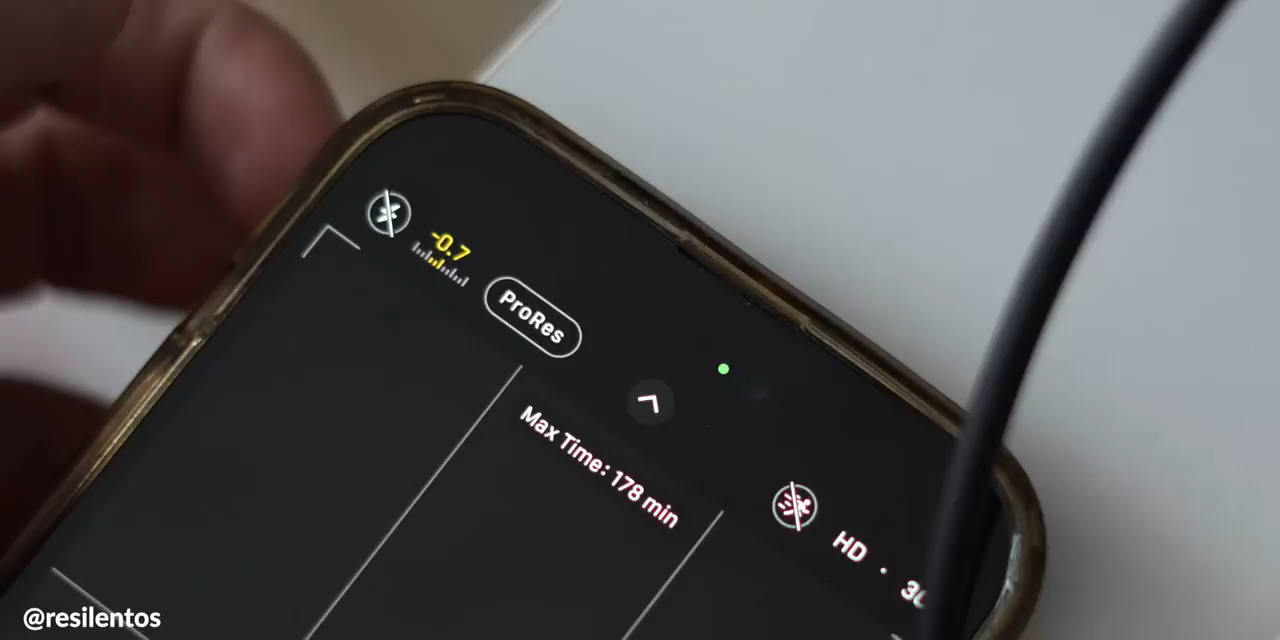 -0.7
ProRes
Max Time: 178 min
HD ·
@resilentos